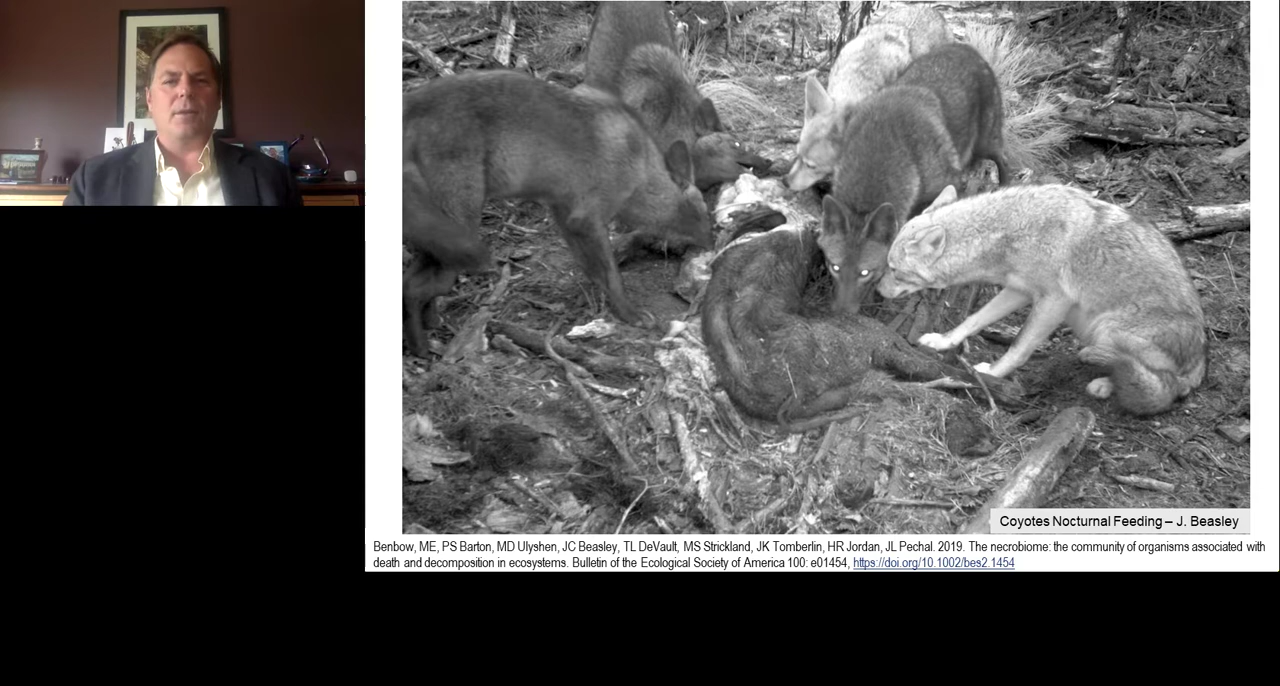 Coyotes Nocturnal Feeding – J. Beasley
Benbow, ME, PS Barton, MD Ulyshen, JC Beasley, TL DeVault, MS Strickland, JK Tomberlin, HR Jordan, JL Pechal. 2019. The necrobiome: the community of organisms associated with
death and decomposition in ecosystems. Bulletin of the Ecological Society of America 100: e01454, https://doi.org/10.1002/bes2.1454